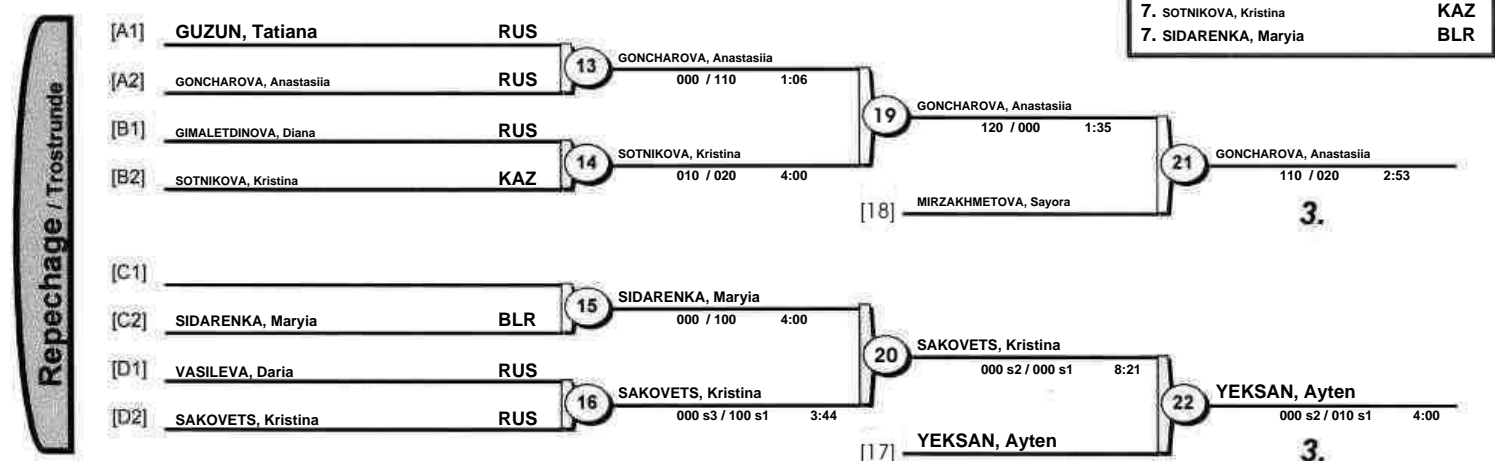 7. SOTNIKOVA, Kristina KAZ
7. SIDARENKA, Maryia BLR
Repechage / Trostrunde
[A1] GUZUN, Tatiana RUS
13 GONCHAROVA, Anastasiia
000 / 110 1:06
[A2] GONCHAROVA, Anastasiia RUS
19 GONCHAROVA, Anastasiia
120 / 000 1:35
[B1] GIMALETDINOVA, Diana RUS
14 SOTNIKOVA, Kristina
010 / 020 4:00
[B2] SOTNIKOVA, Kristina KAZ
21 GONCHAROVA, Anastasiia
110 / 020 2:53
[18] MIRZAKHMETOVA, Sayora
3.
[C1]
15 SIDARENKA, Maryia
000 / 100 4:00
[C2] SIDARENKA, Maryia BLR
20 SAKOVETS, Kristina
000 s2 / 000 s1 8:21
[D1] VASILEVA, Daria RUS
16 SAKOVETS, Kristina
000 s3 / 100 s1 3:44
[D2] SAKOVETS, Kristina RUS
22 YEKSAN, Ayten
000 s2 / 010 s1 4:00
[17] YEKSAN, Ayten
3.